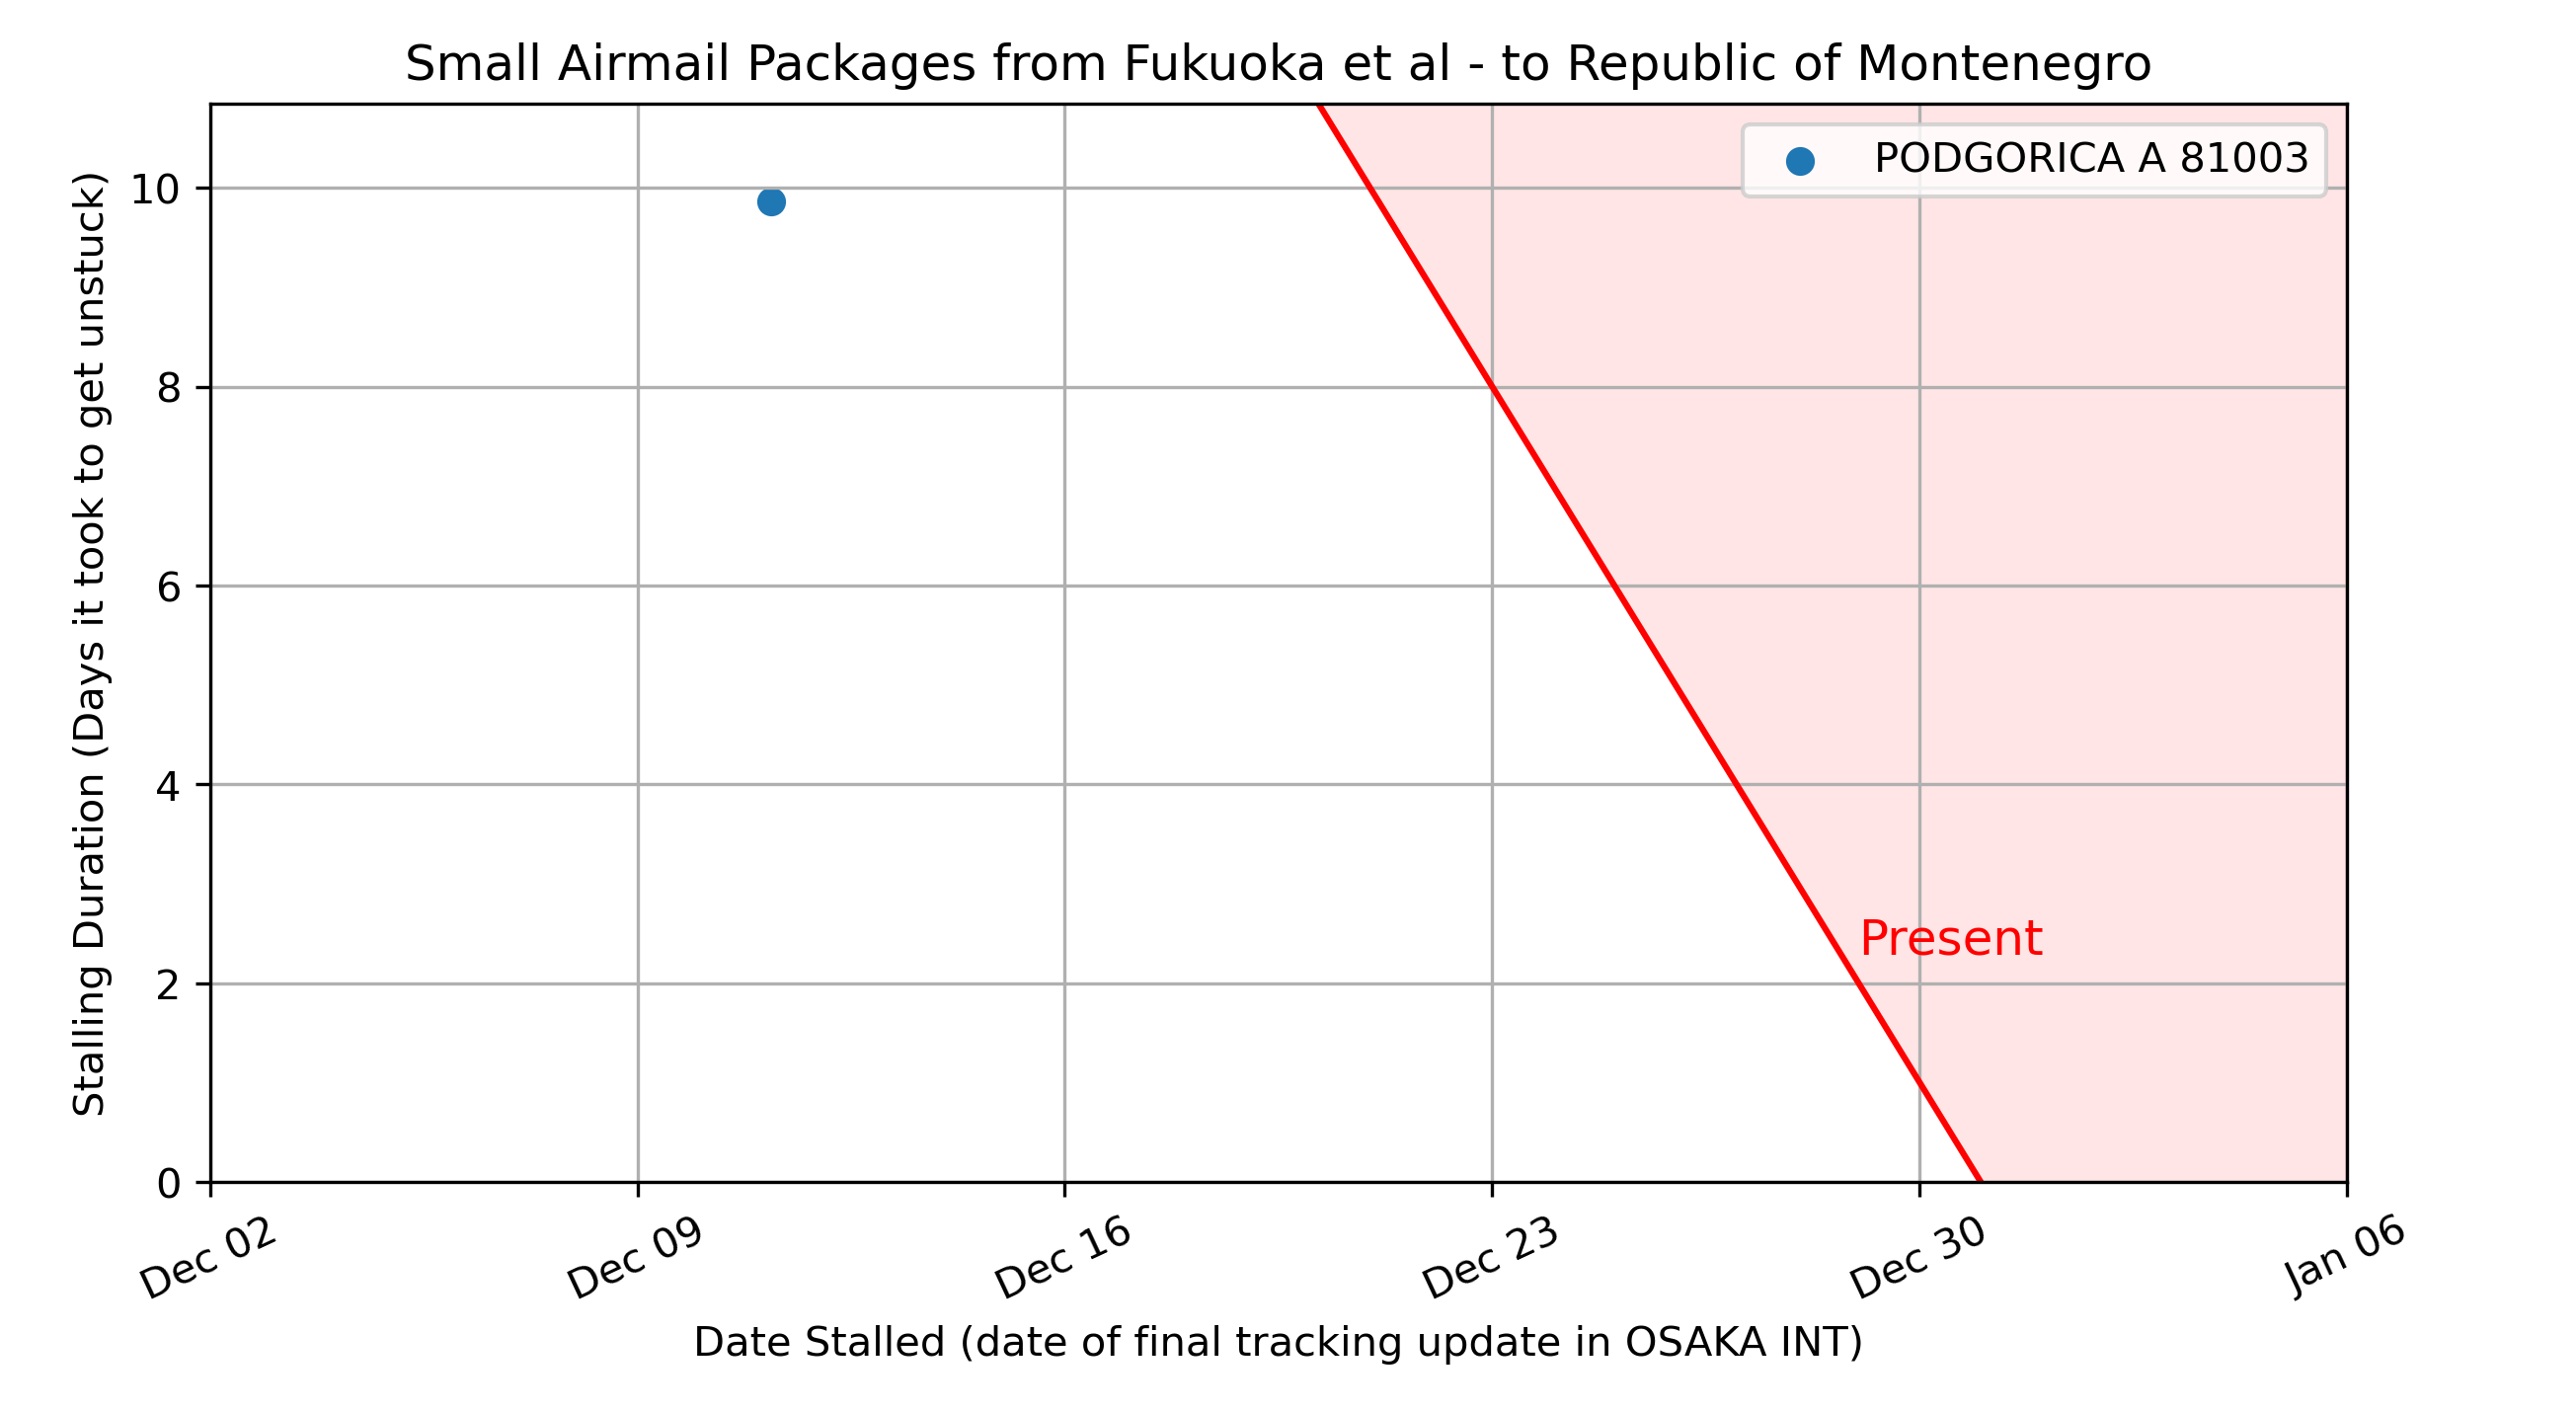 Small Airmail Packages from Fukuoka et al - to Republic of Montenegro
PODGORICA A 81003
Stalling Duration (Days it took to get unstuck)
10
8
6
4
2
0
Present
Dec 02
Dec 09
Dec 16
Dec 23
Dec 30
Jan 06
Date Stalled (date of final tracking update in OSAKA INT)